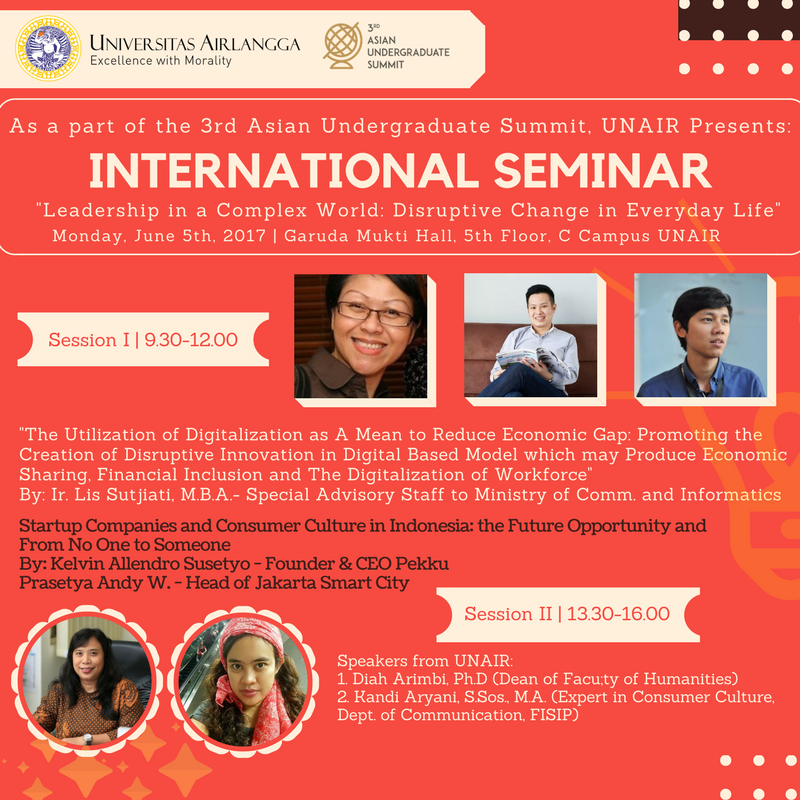 UNIVERSITAS AIRLANGGA
Excellence with Morality
3RD
ASIAN
UNDERGRADUATE
SUMMIT
As a part of the 3rd Asian Undergraduate Summit, UNAIR Presents:
INTERNATIONAL SEMINAR
"Leadership in a Complex World: Disruptive Change in Everyday Life"
Monday, June 5th, 2017 | Garuda Mukti Hall, 5th Floor, C Campus UNAIR
Session I | 9.30-12.00
"The Utilization of Digitalization as A Mean to Reduce Economic Gap: Promoting the
Creation of Disruptive Innovation in Digital Based Model which may Produce Economic
Sharing, Financial Inclusion and The Digitalization of Workforce"
By: Ir. Lis Sutjiati, M.B.A.- Special Advisory Staff to Ministry of Comm. and Informatics
Startup Companies and Consumer Culture in Indonesia: the Future Opportunity and
From No One to Someone
By: Kelvin Allendro Susetyo - Founder & CEO Pekku
Prasetya Andy W. - Head of Jakarta Smart City
Session II | 13.30-16.00
Speakers from UNAIR:
1. Diah Arimbi, Ph.D (Dean of Facu;ty of Humanities)
2. Kandi Aryani, S.Sos., M.A. (Expert in Consumer Culture,
Dept. of Communication, FISIP)